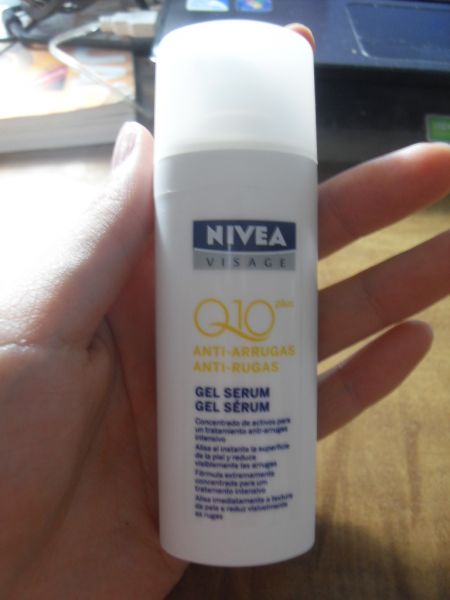 NIVEA
VISAGE
Q10 plus
ANTI-ARRUGAS
ANTI-RUGAS
GEL SERUM
GEL SÉRUM
Concentrado de activos para
un tratamiento anti-arrugas
intensivo
Alisa al instante la superficie
de la piel y reduce
visiblemente las arrugas
Fórmula extremamente
concentrada para um
tratamento intensivo
Alisa imediatamente a textura
da pele e reduz visivelmente
as rugas